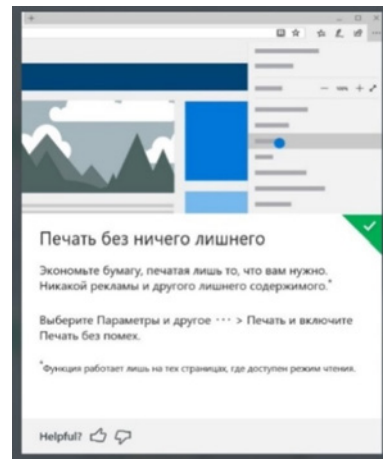 100%
Печать без ничего лишнего
Экономьте бумагу, печатая лишь то, что вам нужно.
Никакой рекламы и другого лишнего содержимого.*
Выберите Параметры и другое ··· > Печать и включите
Печать без помех.
*Функция работает лишь на тех страницах, где доступен режим чтения.
Helpful?